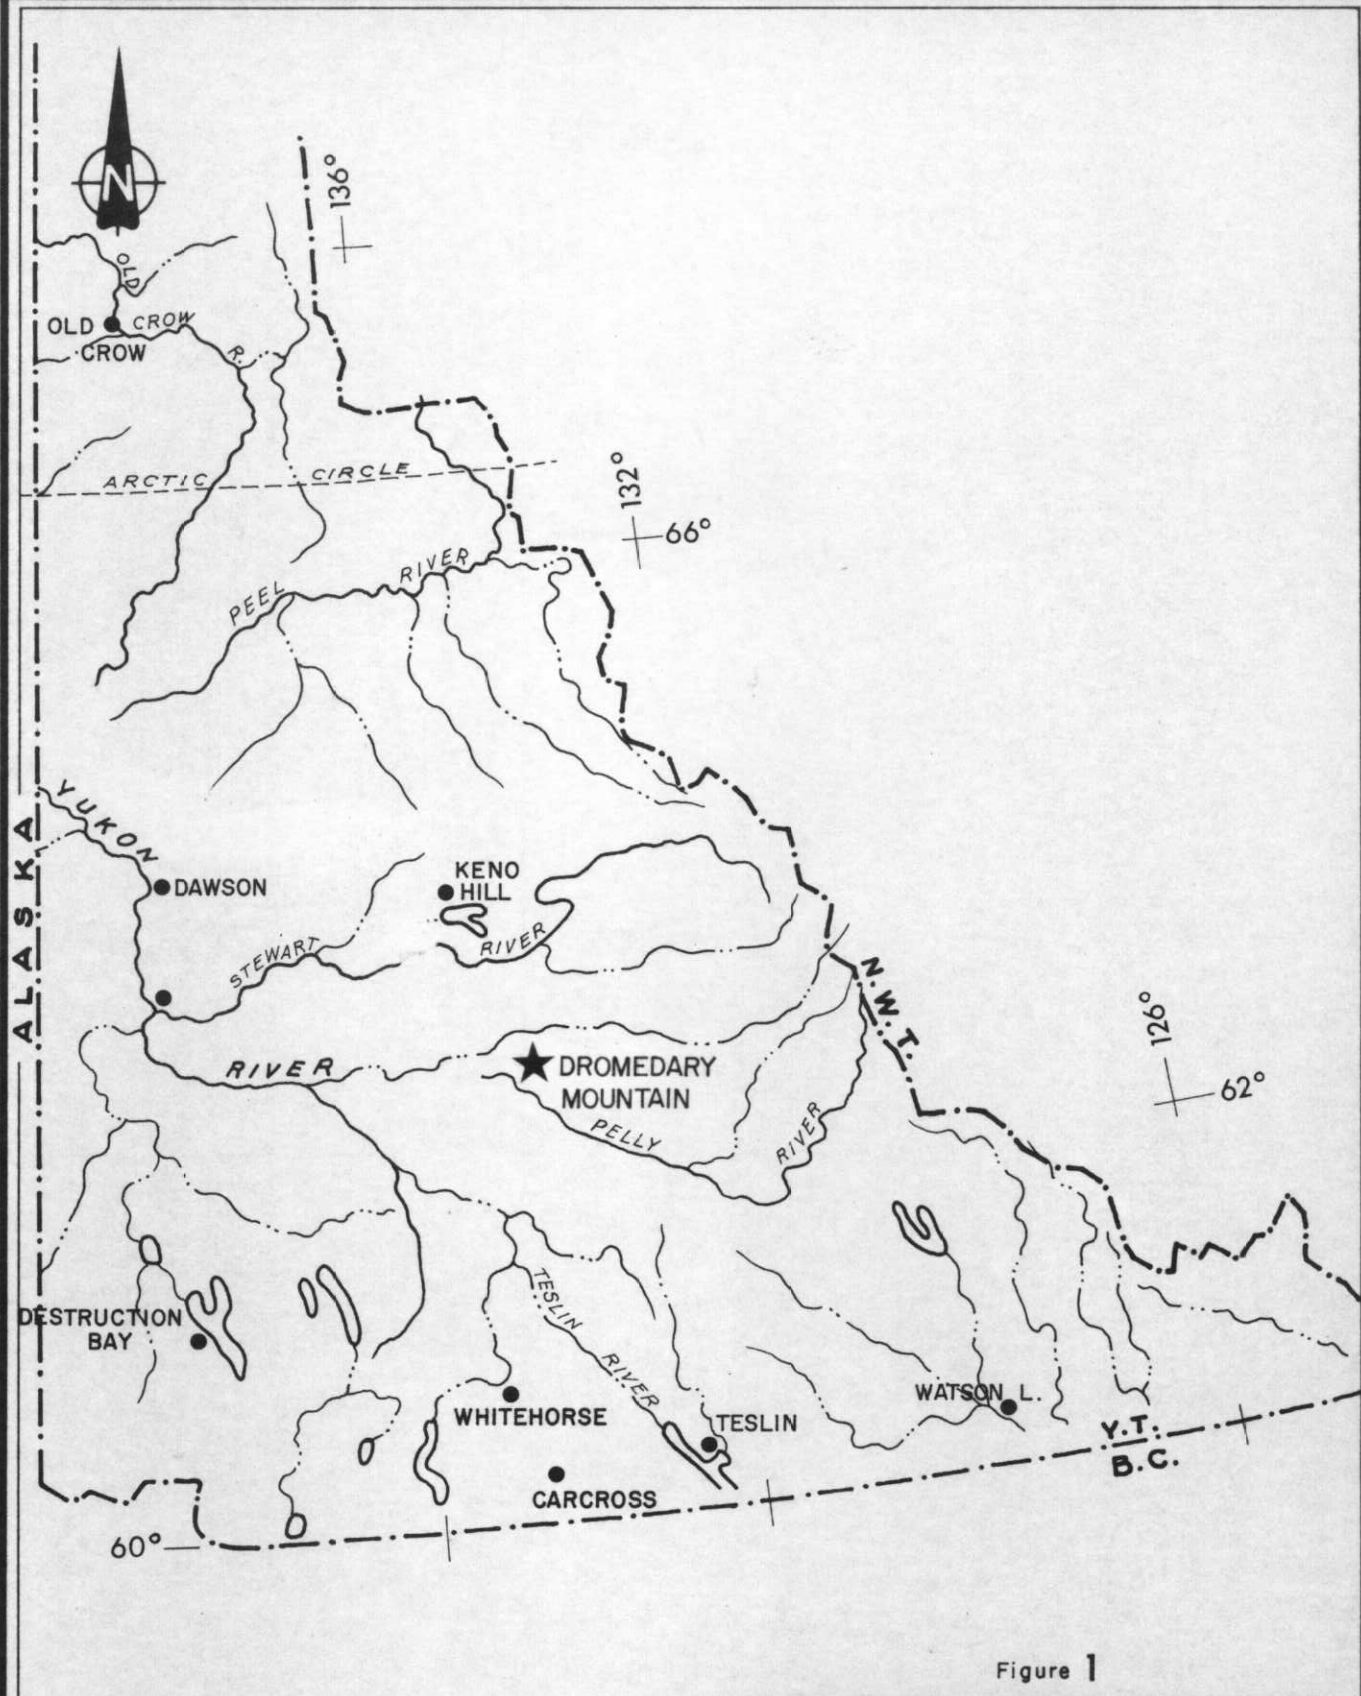 N
136°
OLD
CROW
R.
OLD
CROW
ARCTIC CIRCLE
132°
66°
PEEL RIVER
YUKON
ALASKA
DAWSON
KENO
HILL
STEWART RIVER
N.W.T.
126°
62°
RIVER
DROMEDARY
MOUNTAIN
PELLY RIVER
DESTRUCTION
BAY
TESLIN RIVER
WATSON L.
WHITEHORSE
TESLIN
Y.T.
B.C.
CARCROSS
60°
Figure 1